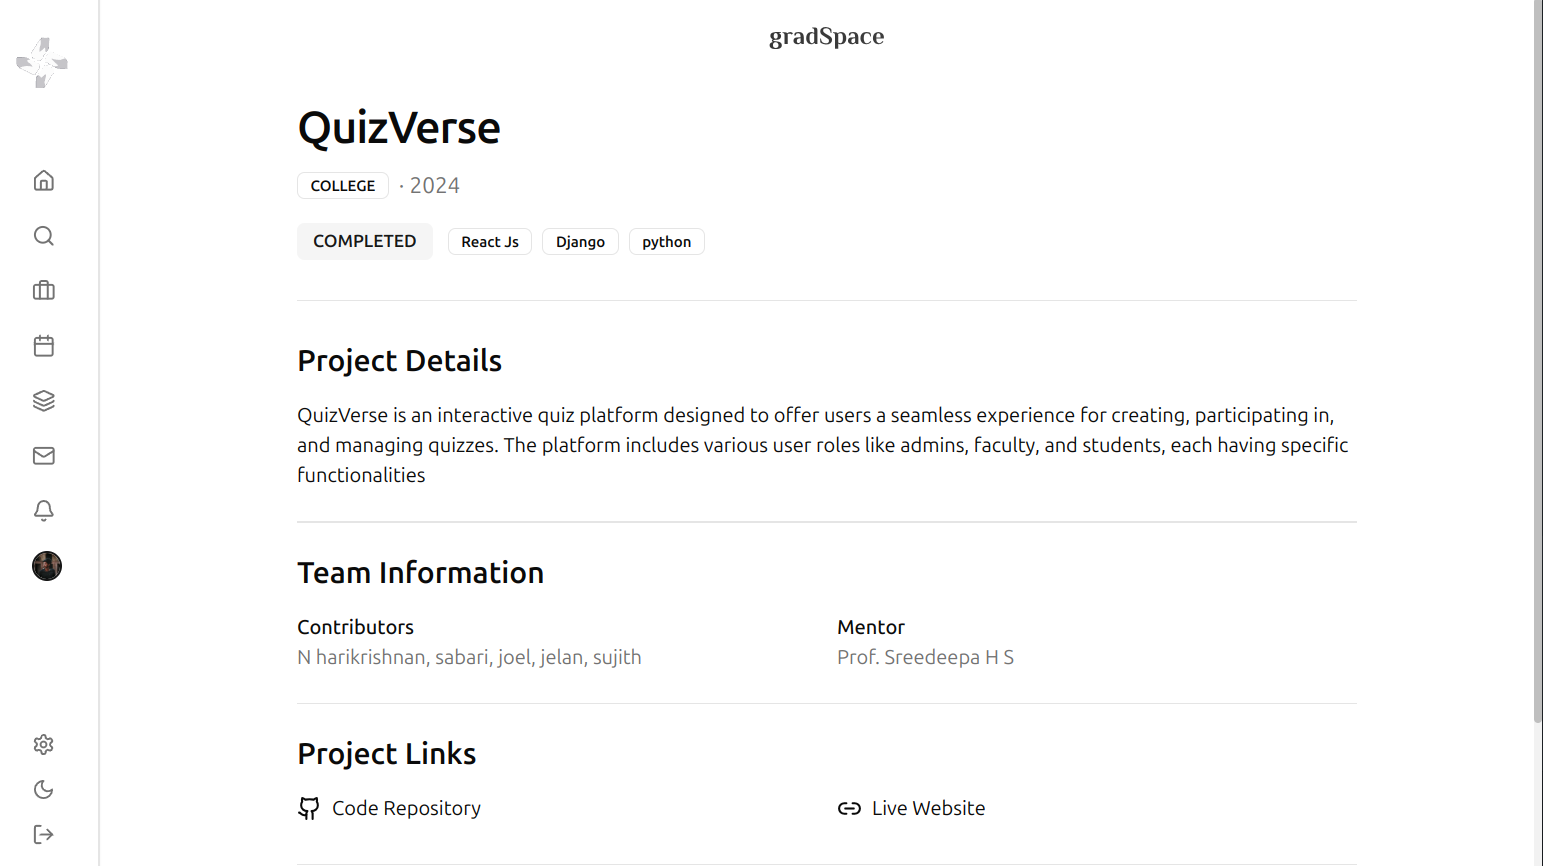 gradSpace
QuizVerse
COLLEGE · 2024
COMPLETED React Js Django python
Project Details
QuizVerse is an interactive quiz platform designed to offer users a seamless experience for creating, participating in,
and managing quizzes. The platform includes various user roles like admins, faculty, and students, each having specific
functionalities
Team Information
Contributors
N harikrishnan, sabari, joel, jelan, sujith
Mentor
Prof. Sreedeepa H S
Project Links
Code Repository
Live Website